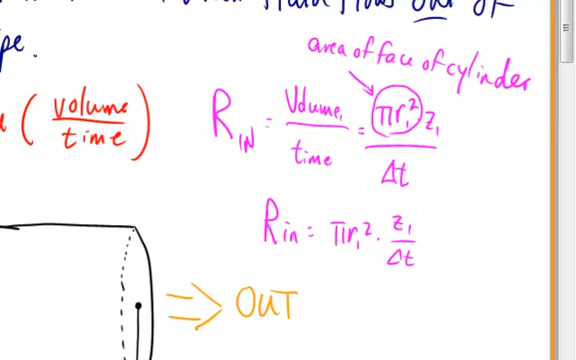 fluid flows out of
pipe.
area of face of cylinder
(volume/time)
R_IN = Volume/time = πr₁² z₁/Δt
R_in = πr₁² · z₁/Δt
⇒ OUT